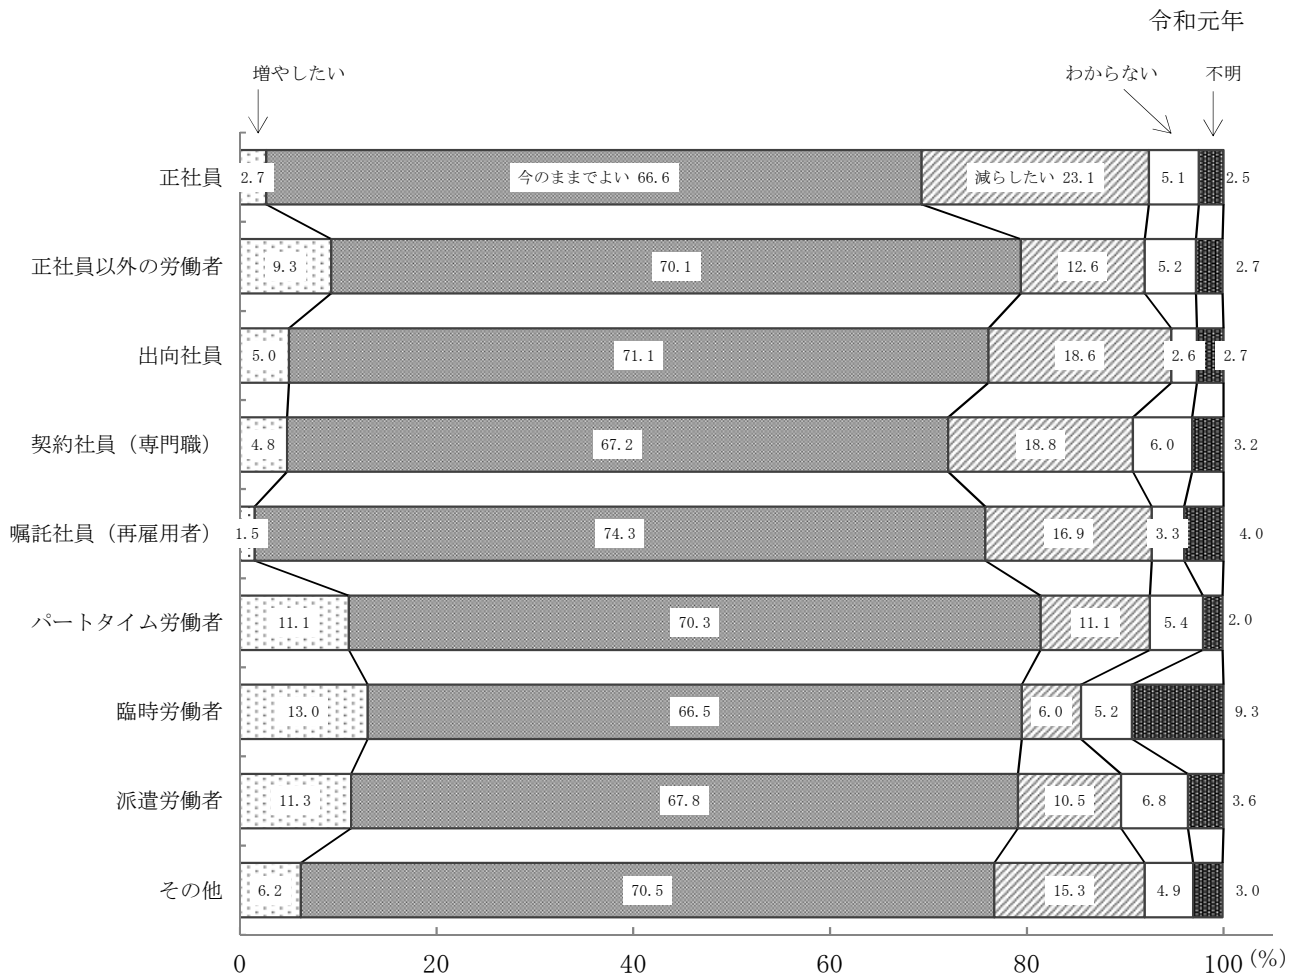 令和元年
増やしたい わからない 不明
正社員 2.7 今のままでよい 66.6 減らしたい 23.1 5.1 2.5
正社員以外の労働者 9.3 70.1 12.6 5.2 2.7
出向社員 5.0 71.1 18.6 2.6 2.7
契約社員（専門職） 4.8 67.2 18.8 6.0 3.2
嘱託社員（再雇用者） 1.5 74.3 16.9 3.3 4.0
パートタイム労働者 11.1 70.3 11.1 5.4 2.0
臨時労働者 13.0 66.5 6.0 5.2 9.3
派遣労働者 11.3 67.8 10.5 6.8 3.6
その他 6.2 70.5 15.3 4.9 3.0
0 20 40 60 80 100 (%)